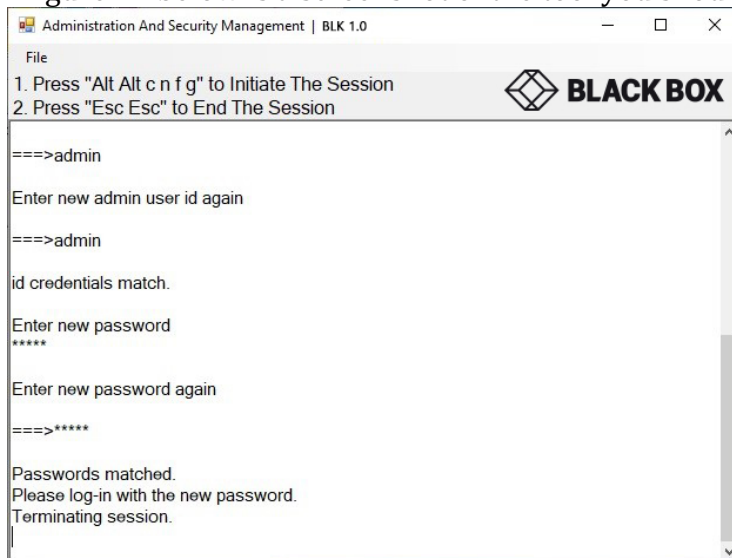 Administration And Security Management | BLK 1.0
File
1. Press "Alt Alt c n f g" to Initiate The Session
2. Press "Esc Esc" to End The Session
BLACK BOX
===>admin
Enter new admin user id again
===>admin
id credentials match.
Enter new password
*****
Enter new password again
===>*****
Passwords matched.
Please log-in with the new password.
Terminating session.